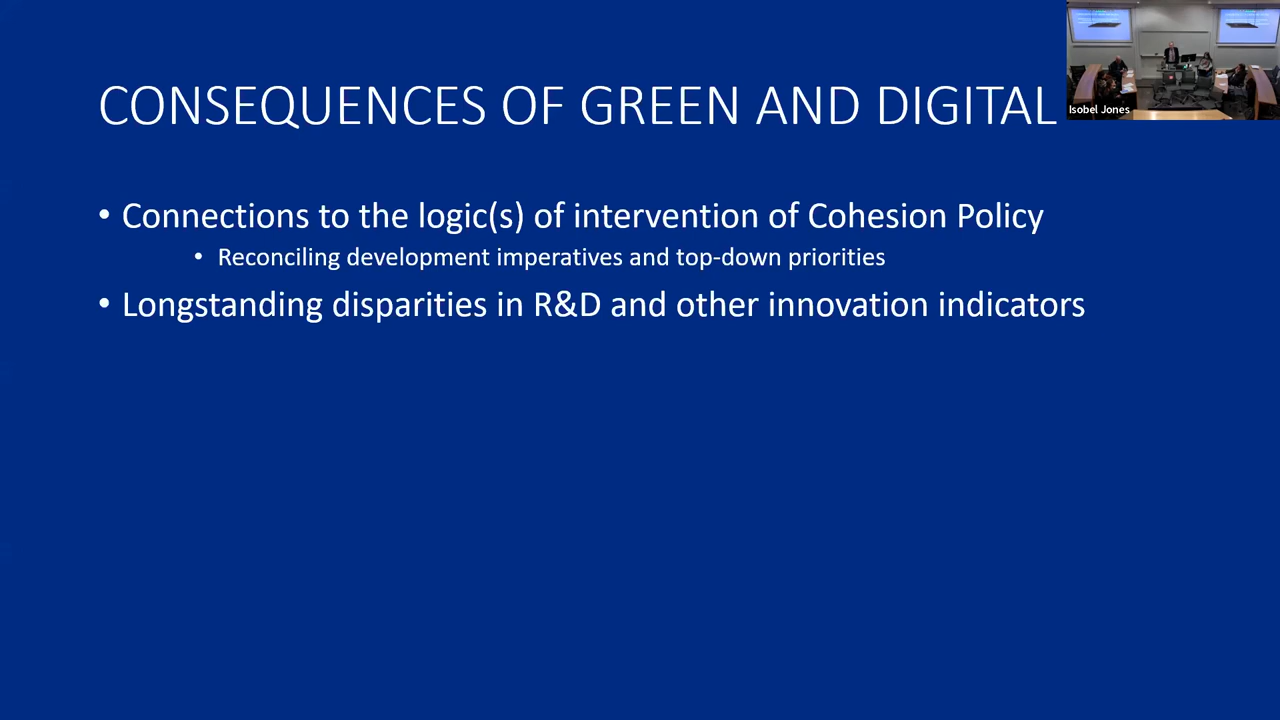 CONSEQUENCES OF GREEN AND DIGITAL
Isobel Jones
• Connections to the logic(s) of intervention of Cohesion Policy
• Reconciling development imperatives and top-down priorities
• Longstanding disparities in R&D and other innovation indicators